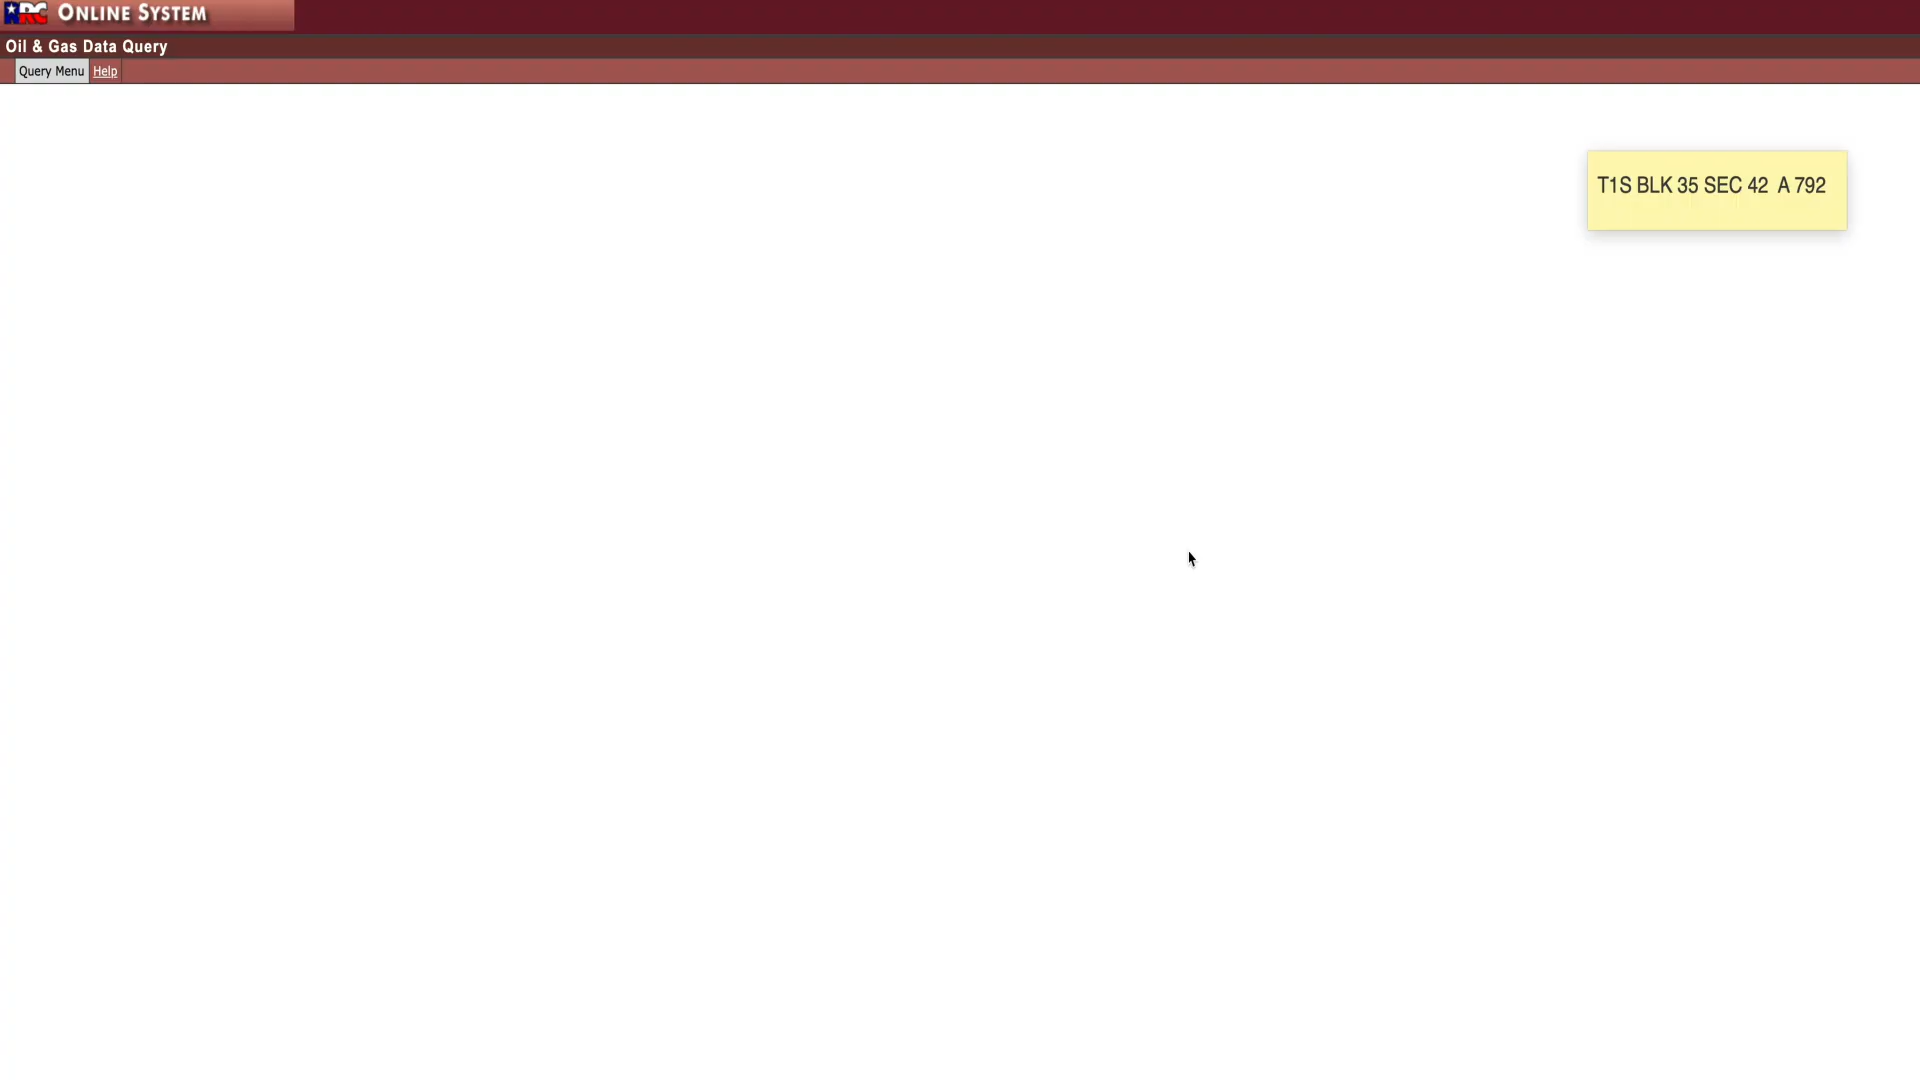 RRC ONLINE SYSTEM
Oil & Gas Data Query
Query Menu Help
T1S BLK 35 SEC 42 A 792